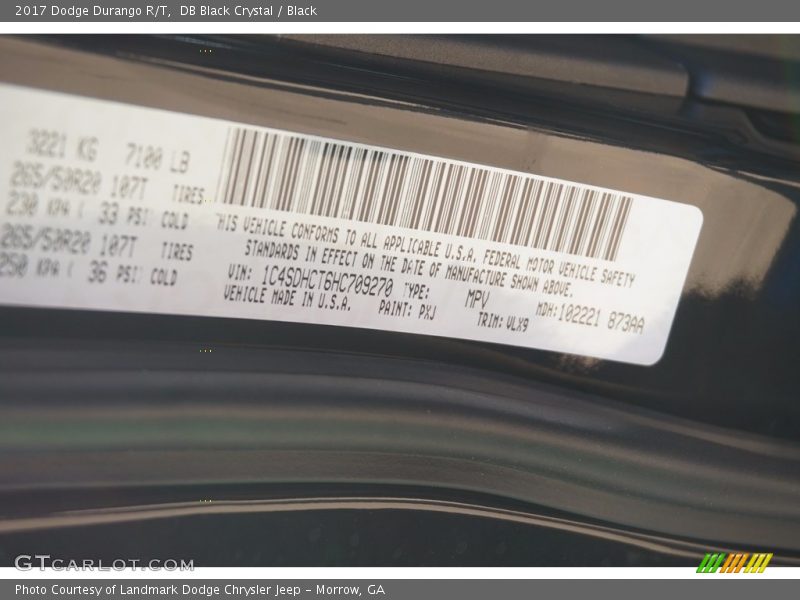 2017 Dodge Durango R/T, DB Black Crystal / Black
3221 KG 7100 LB
265/50R20 107T TIRES
230 KPA ( 33 PSI) COLD
265/50R20 107T TIRES
250 KPA ( 36 PSI) COLD
THIS VEHICLE CONFORMS TO ALL APPLICABLE U.S.A. FEDERAL MOTOR VEHICLE SAFETY
STANDARDS IN EFFECT ON THE DATE OF MANUFACTURE SHOWN ABOVE.
VIN: 1C4SDHCT6HC709270 TYPE: MPV MDH:102221 873AA
VEHICLE MADE IN U.S.A. PAINT: PXJ TRIM: VLX9
GTCARLOT.COM
Photo Courtesy of Landmark Dodge Chrysler Jeep – Morrow, GA